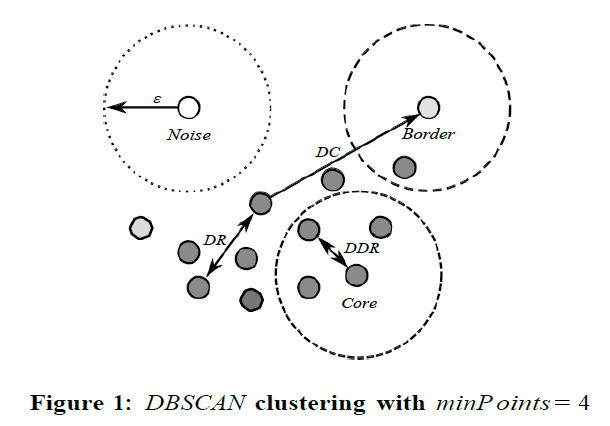 ε
Noise
Border
DC
DR
DDR
Core
Figure 1: DBSCAN clustering with minPoints= 4